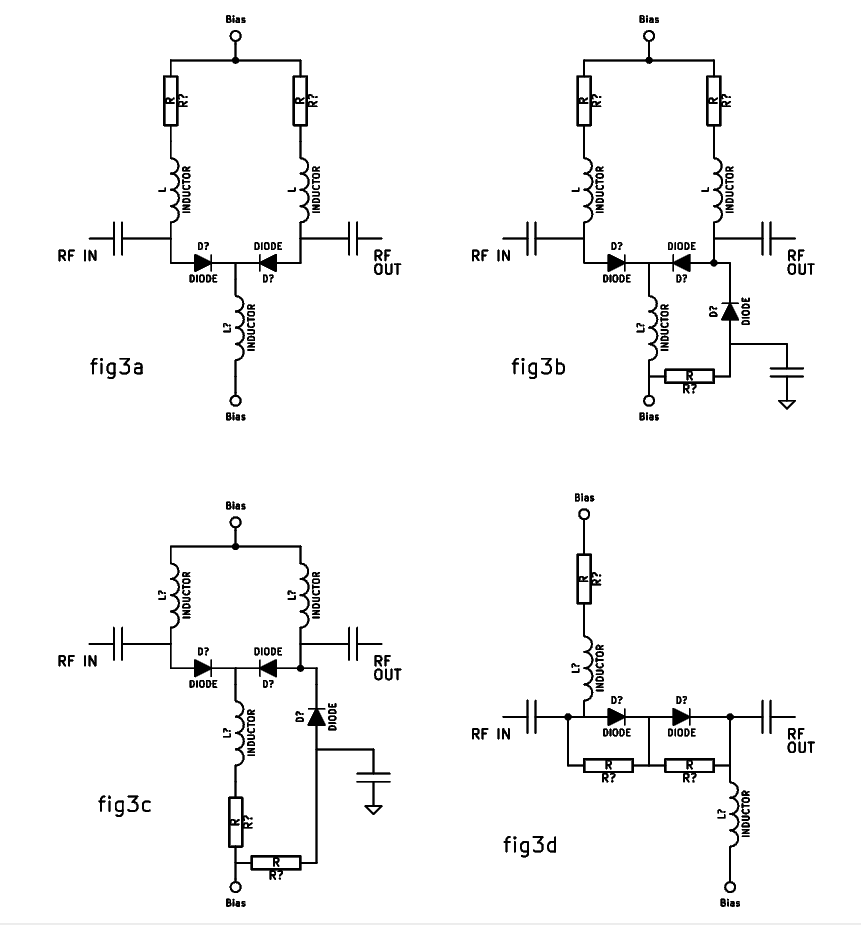 Bias
Bias
R
R?
R
R?
R
R?
R
R?
L
INDUCTOR
L
INDUCTOR
L
INDUCTOR
L
INDUCTOR
RF IN
D?
DIODE
DIODE
D?
RF
OUT
RF IN
D?
DIODE
DIODE
D?
RF
OUT
L?
INDUCTOR
L?
INDUCTOR
D?
DIODE
fig3a
fig3b
R
R?
Bias
Bias
Bias
Bias
L?
INDUCTOR
L?
INDUCTOR
R
R?
RF IN
D?
DIODE
DIODE
D?
RF
OUT
L?
INDUCTOR
RF IN
D?
DIODE
D?
DIODE
RF
OUT
L?
INDUCTOR
D?
DIODE
R
R?
R
R?
fig3c
R
R?
L?
INDUCTOR
fig3d
R
R?
Bias
Bias